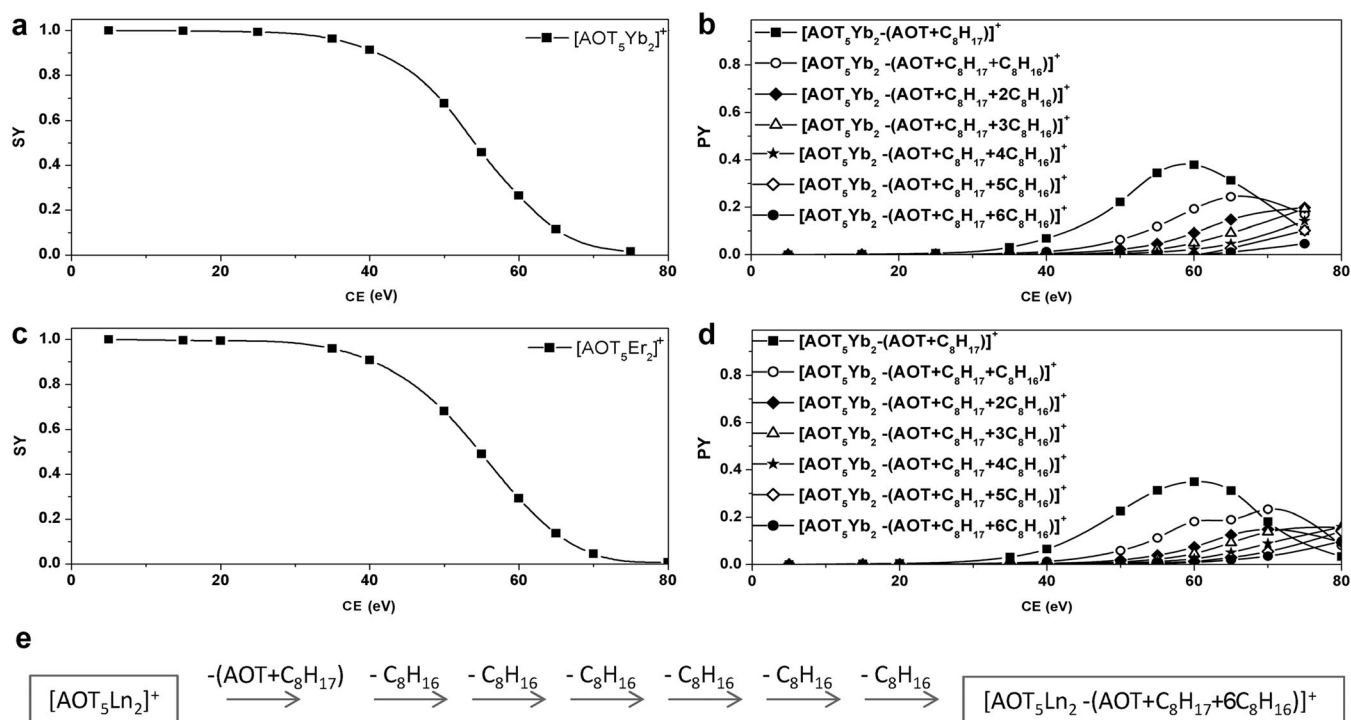 a
1.0
0.8
0.6
0.4
0.2
0.0
SY
0 20 40 60 80
CE (eV)
[AOT₅Yb₂]⁺
b
0.8
0.6
0.4
0.2
0.0
PY
0 20 40 60 80
CE (eV)
[AOT₅Yb₂-(AOT+C₈H₁₇)]⁺
[AOT₅Yb₂ -(AOT+C₈H₁₇+C₈H₁₆)]⁺
[AOT₅Yb₂ -(AOT+C₈H₁₇+2C₈H₁₆)]⁺
[AOT₅Yb₂ -(AOT+C₈H₁₇+3C₈H₁₆)]⁺
[AOT₅Yb₂ -(AOT+C₈H₁₇+4C₈H₁₆)]⁺
[AOT₅Yb₂ -(AOT+C₈H₁₇+5C₈H₁₆)]⁺
[AOT₅Yb₂ -(AOT+C₈H₁₇+6C₈H₁₆)]⁺
c
1.0
0.8
0.6
0.4
0.2
0.0
SY
0 20 40 60 80
CE (eV)
[AOT₅Er₂]⁺
d
0.8
0.6
0.4
0.2
0.0
PY
0 20 40 60 80
CE (eV)
[AOT₅Yb₂-(AOT+C₈H₁₇)]⁺
[AOT₅Yb₂ -(AOT+C₈H₁₇+C₈H₁₆)]⁺
[AOT₅Yb₂ -(AOT+C₈H₁₇+2C₈H₁₆)]⁺
[AOT₅Yb₂ -(AOT+C₈H₁₇+3C₈H₁₆)]⁺
[AOT₅Yb₂ -(AOT+C₈H₁₇+4C₈H₁₆)]⁺
[AOT₅Yb₂ -(AOT+C₈H₁₇+5C₈H₁₆)]⁺
[AOT₅Yb₂ -(AOT+C₈H₁₇+6C₈H₁₆)]⁺
e
-(AOT+C₈H₁₇) - C₈H₁₆ - C₈H₁₆ - C₈H₁₆ - C₈H₁₆ - C₈H₁₆ - C₈H₁₆
[AOT₅Ln₂]⁺ [AOT₅Ln₂ -(AOT+C₈H₁₇+6C₈H₁₆)]⁺